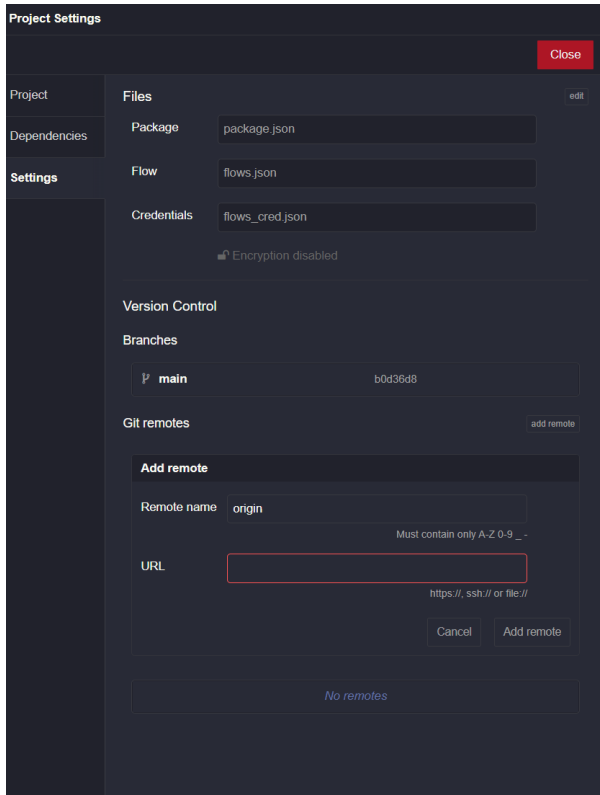 Project Settings
Close
Project
Dependencies
Settings
Files
edit
Package
package.json
Flow
flows.json
Credentials
flows_cred.json
Encryption disabled
Version Control
Branches
main
b0d36d8
Git remotes
add remote
Add remote
Remote name
origin
Must contain only A-Z 0-9 _ -
URL
https://, ssh:// or file://
Cancel
Add remote
No remotes